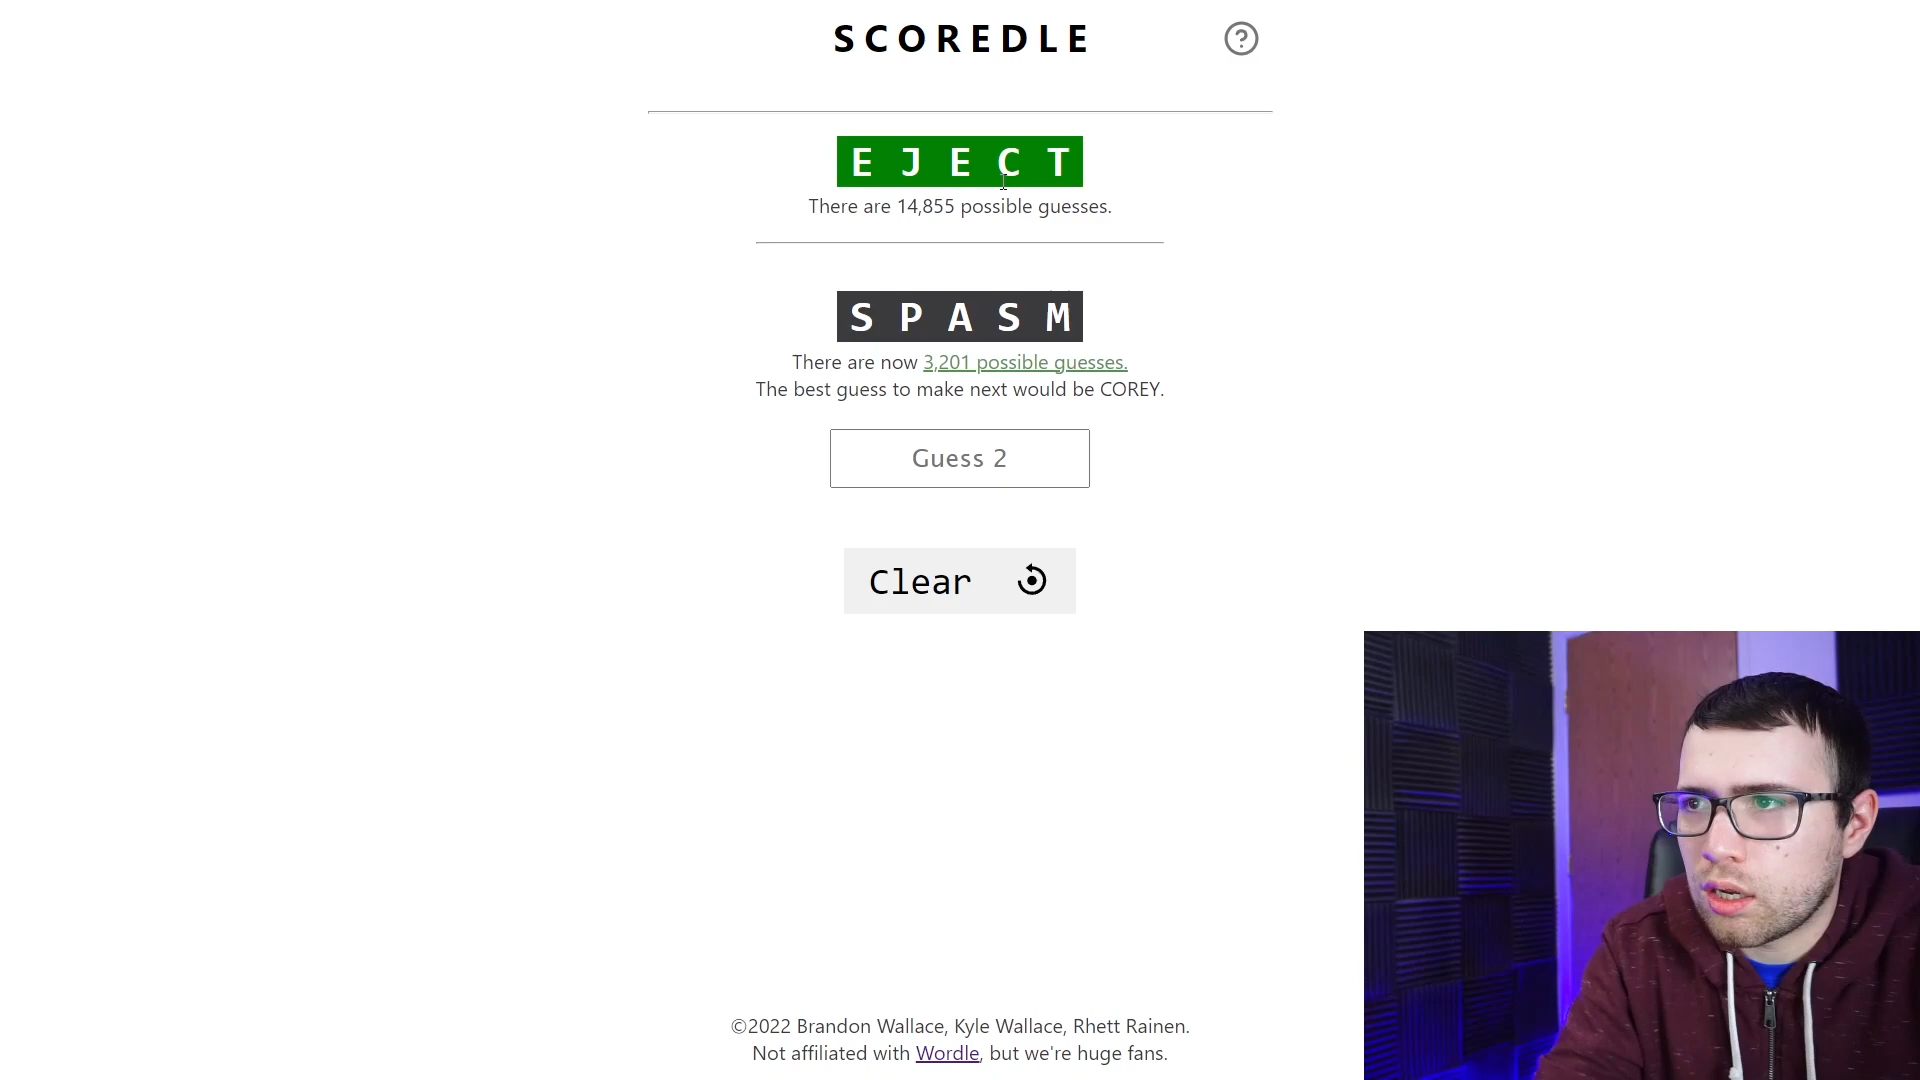 SCOREDLE
EJECT
There are 14,855 possible guesses.
SPASM
There are now 3,201 possible guesses.
The best guess to make next would be COREY.
Guess 2
Clear
©2022 Brandon Wallace, Kyle Wallace, Rhett Rainen.
Not affiliated with Wordle, but we're huge fans.